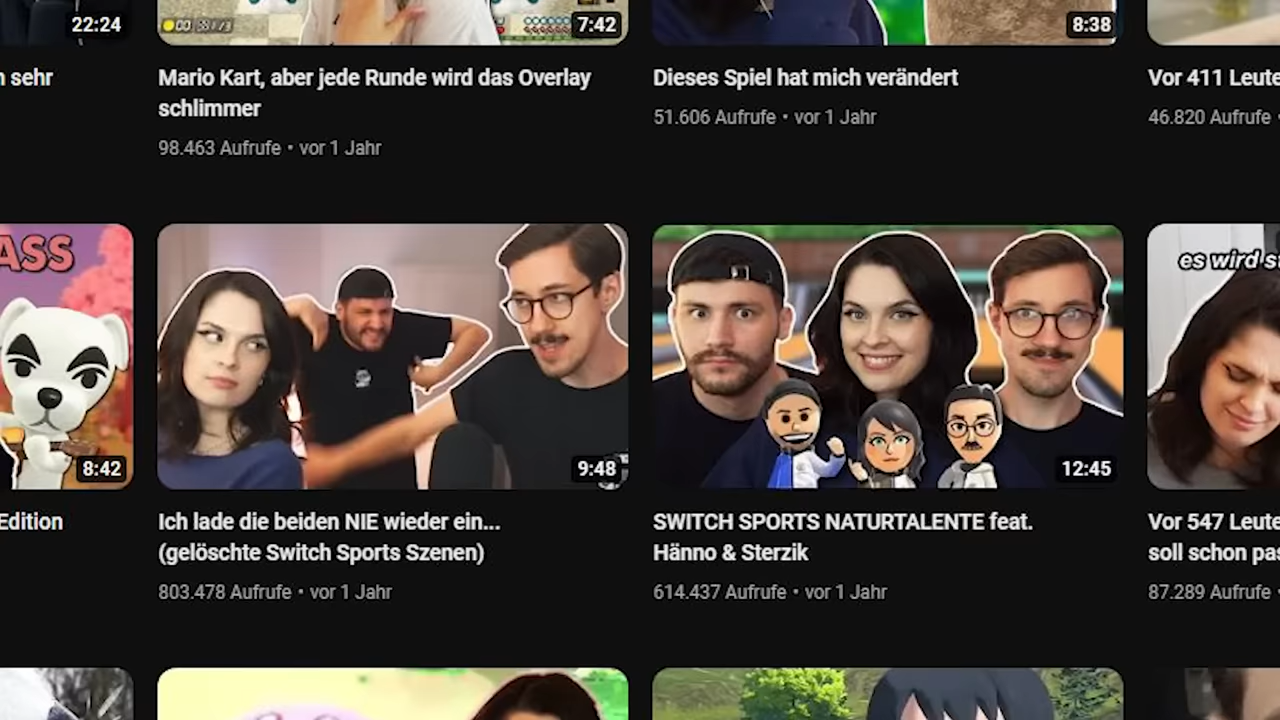 22:24
7:42
8:38
n sehr
Mario Kart, aber jede Runde wird das Overlay
schlimmer
98.463 Aufrufe • vor 1 Jahr
Dieses Spiel hat mich verändert
51.606 Aufrufe • vor 1 Jahr
Vor 411 Leute
46.820 Aufrufe •
ASS
es wird st
8:42
9:48
12:45
Edition
Ich lade die beiden NIE wieder ein...
(gelöschte Switch Sports Szenen)
803.478 Aufrufe • vor 1 Jahr
SWITCH SPORTS NATURTALENTE feat.
Hänno & Sterzik
614.437 Aufrufe • vor 1 Jahr
Vor 547 Leute
soll schon pas
87.289 Aufrufe •